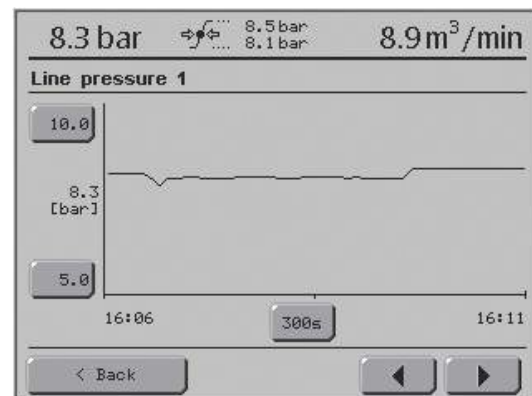 8.3 bar 8.5 bar 8.9 m³/min
8.1 bar
Line pressure 1
10.0
8.3
[bar]
5.0
16:06 300s 16:11
< Back